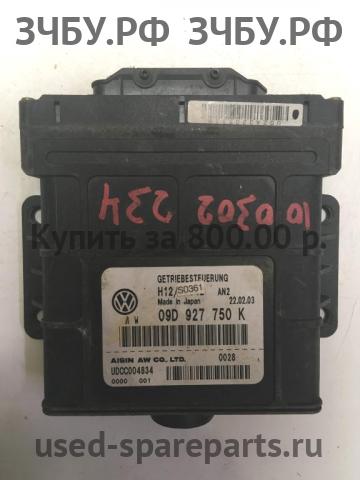 ЗЧБУ.РФ ЗЧБУ.РФ
10 0302 234
Купить за 800.00 р.
GETRIEBESTEUERUNG
H12/S0361 AN2
Made in Japan 22.02.03
AW 09D 927 750 K
AISIN AW CO., LTD. 0028
UDCC004834
0000 001
used-spareparts.ru